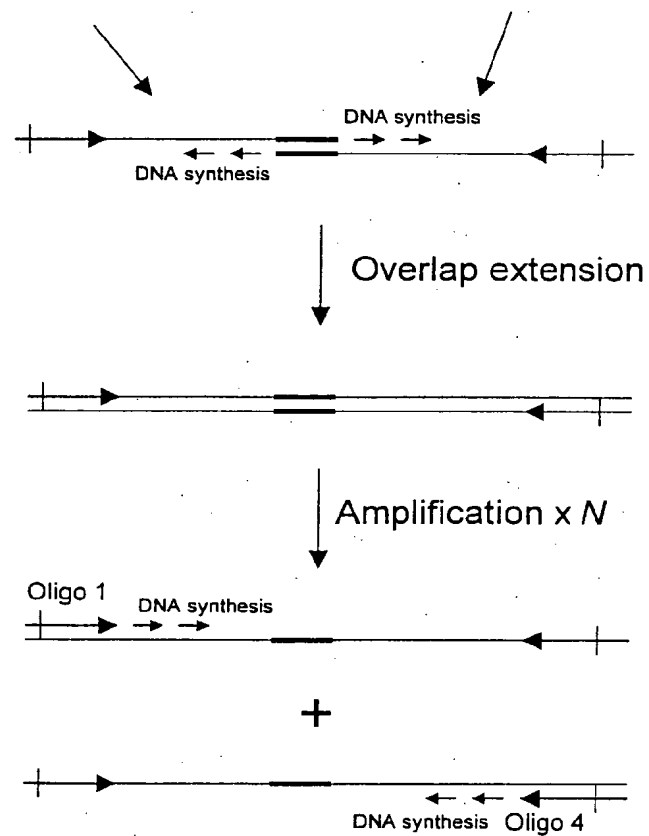 DNA synthesis
DNA synthesis
Overlap extension
Amplification x N
Oligo 1
DNA synthesis
+
DNA synthesis Oligo 4